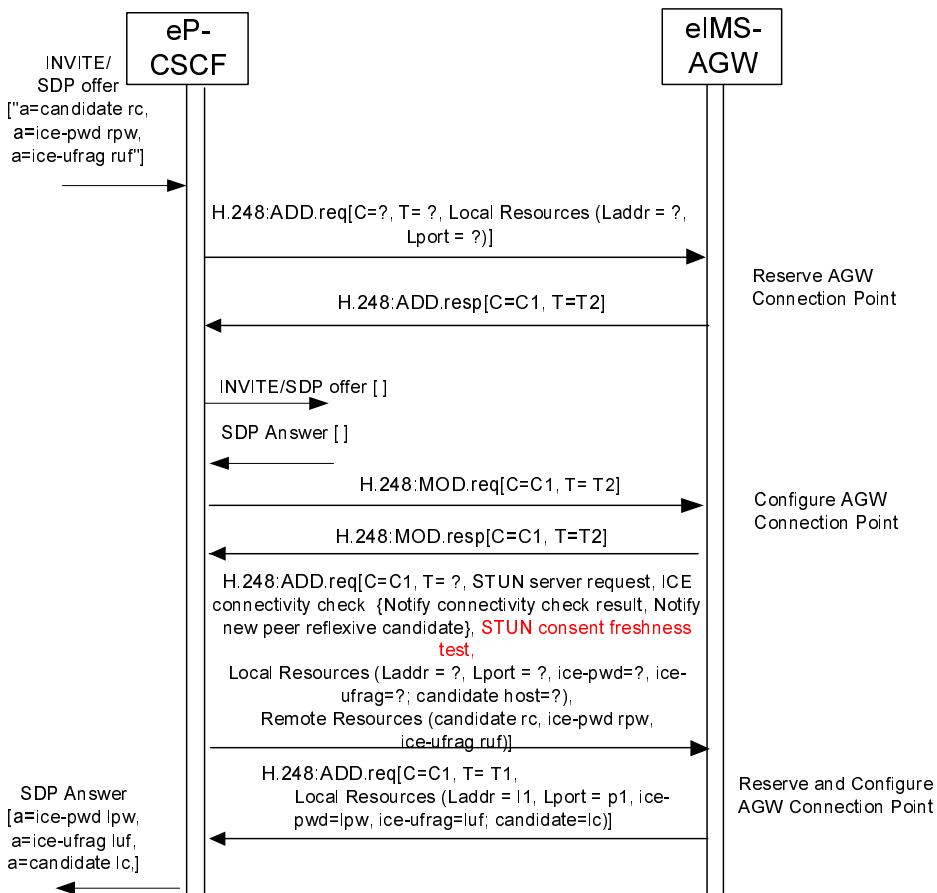 eP-
CSCF
eIMS-
AGW
INVITE/
SDP offer
["a=candidate rc,
a=ice-pwd rpw,
a=ice-ufrag ruf"]
H.248:ADD.req[C=?, T= ?, Local Resources (Laddr = ?,
Lport = ?)]
Reserve AGW
Connection Point
H.248:ADD.resp[C=C1, T=T2]
INVITE/SDP offer [ ]
SDP Answer [ ]
H.248:MOD.req[C=C1, T= T2]
Configure AGW
Connection Point
H.248:MOD.resp[C=C1, T=T2]
H.248:ADD.req[C=C1, T= ?, STUN server request, ICE
connectivity check {Notify connectivity check result, Notify
new peer reflexive candidate}, STUN consent freshness
test,
Local Resources (Laddr = ?, Lport = ?, ice-pwd=?, ice-
ufrag=?; candidate host=?),
Remote Resources (candidate rc, ice-pwd rpw,
ice-ufrag ruf)]
H.248:ADD.req[C=C1, T= T1,
Local Resources (Laddr = l1, Lport = p1, ice-
pwd=lpw, ice-ufrag=luf; candidate=lc)]
Reserve and Configure
AGW Connection Point
SDP Answer
[a=ice-pwd lpw,
a=ice-ufrag luf,
a=candidate lc,]